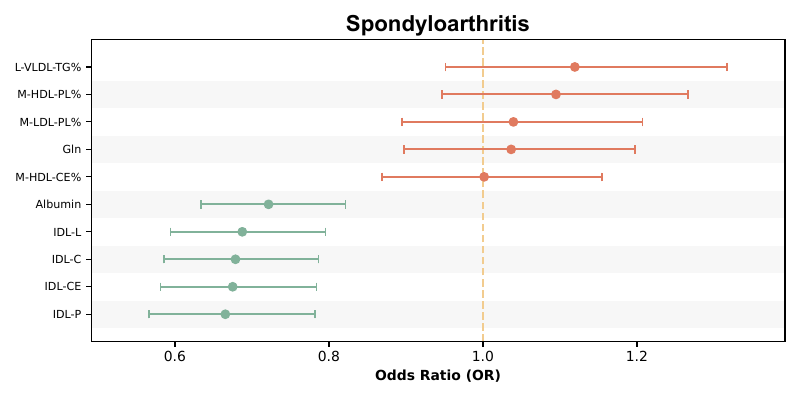 Spondyloarthritis
L-VLDL-TG%
M-HDL-PL%
M-LDL-PL%
Gln
M-HDL-CE%
Albumin
IDL-L
IDL-C
IDL-CE
IDL-P
0.6 0.8 1.0 1.2
Odds Ratio (OR)